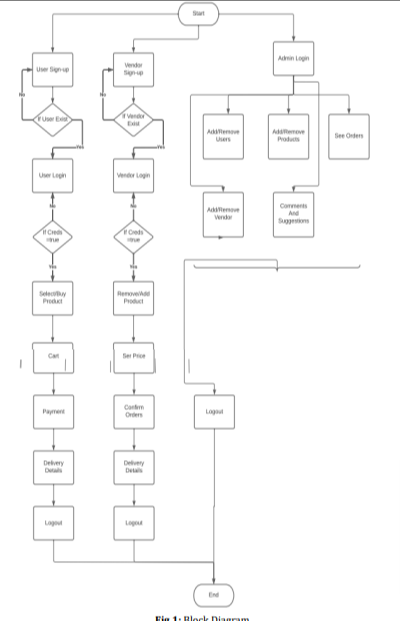 Start
User Sign-up
Vendor
Sign-up
Admin Login
No
No
If User Exist
If Vendor
Exist
Add/Remove
Users
Add/Remove
Products
See Orders
Yes
Yes
User Login
Vendor Login
Add/Remove
Vendor
Comments
And
Suggestions
No
No
If Creds
=true
If Creds
=true
Yes
Yes
Select/Buy
Product
Remove/Add
Product
Cart
Set Price
Payment
Confirm
Orders
Logout
Delivery
Details
Delivery
Details
Logout
Logout
End
Fig 1: Block Diagram